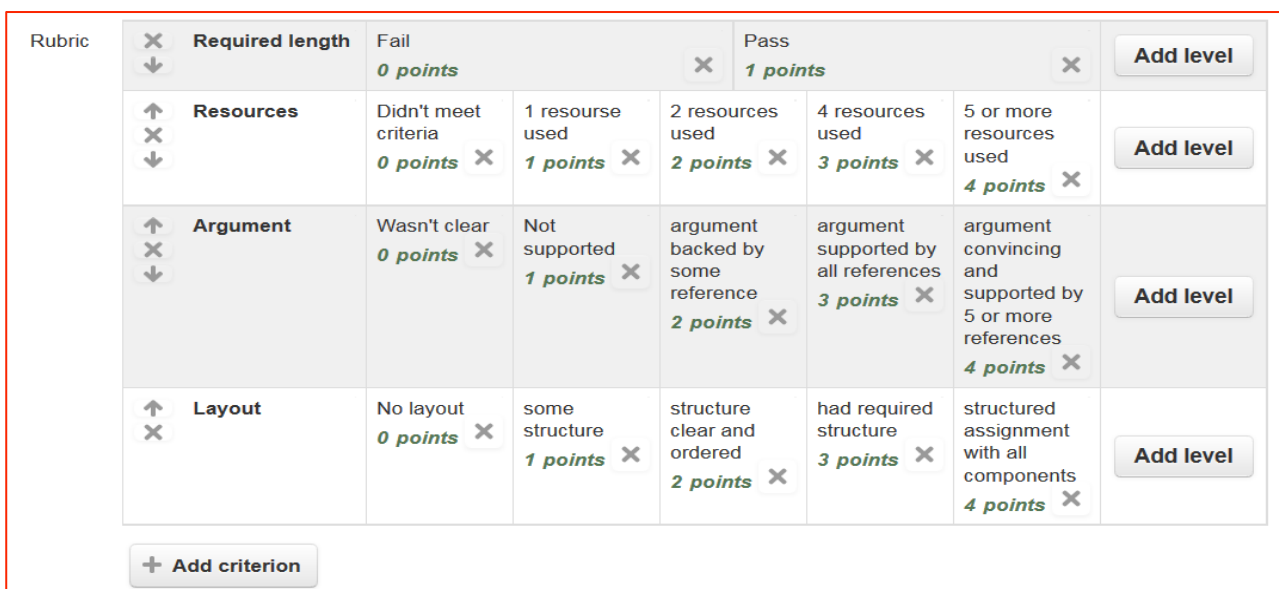 Rubric
Required length
Fail
0 points
Pass
1 points
Add level
Resources
Didn't meet
criteria
0 points
1 resourse
used
1 points
2 resources
used
2 points
4 resources
used
3 points
5 or more
resources
used
4 points
Add level
Argument
Wasn't clear
0 points
Not
supported
1 points
argument
backed by
some
reference
2 points
argument
supported by
all references
3 points
argument
convincing
and
supported by
5 or more
references
4 points
Add level
Layout
No layout
0 points
some
structure
1 points
structure
clear and
ordered
2 points
had required
structure
3 points
structured
assignment
with all
components
4 points
Add level
+ Add criterion